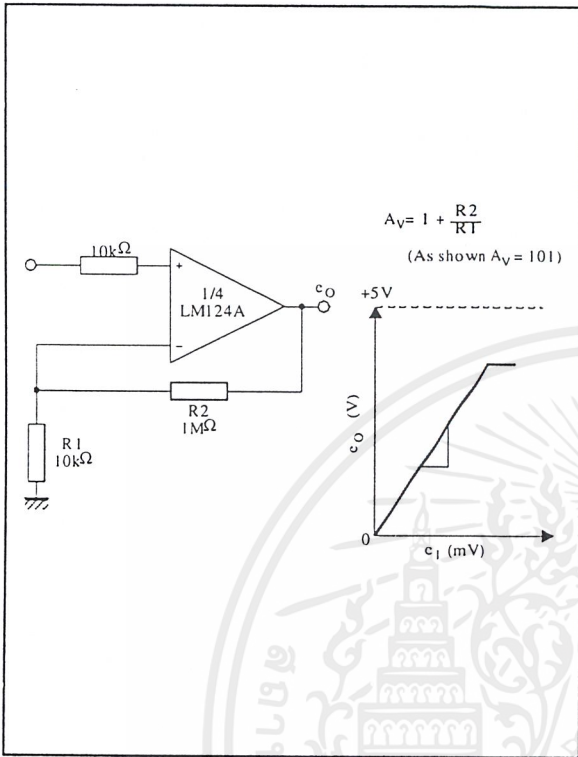 A_V = 1 + R2/R1
(As shown A_V = 101)
10kΩ
+
1/4
LM124A
−
e_O
R2
1MΩ
R1
10kΩ
+5V
e_O (V)
0
e_I (mV)